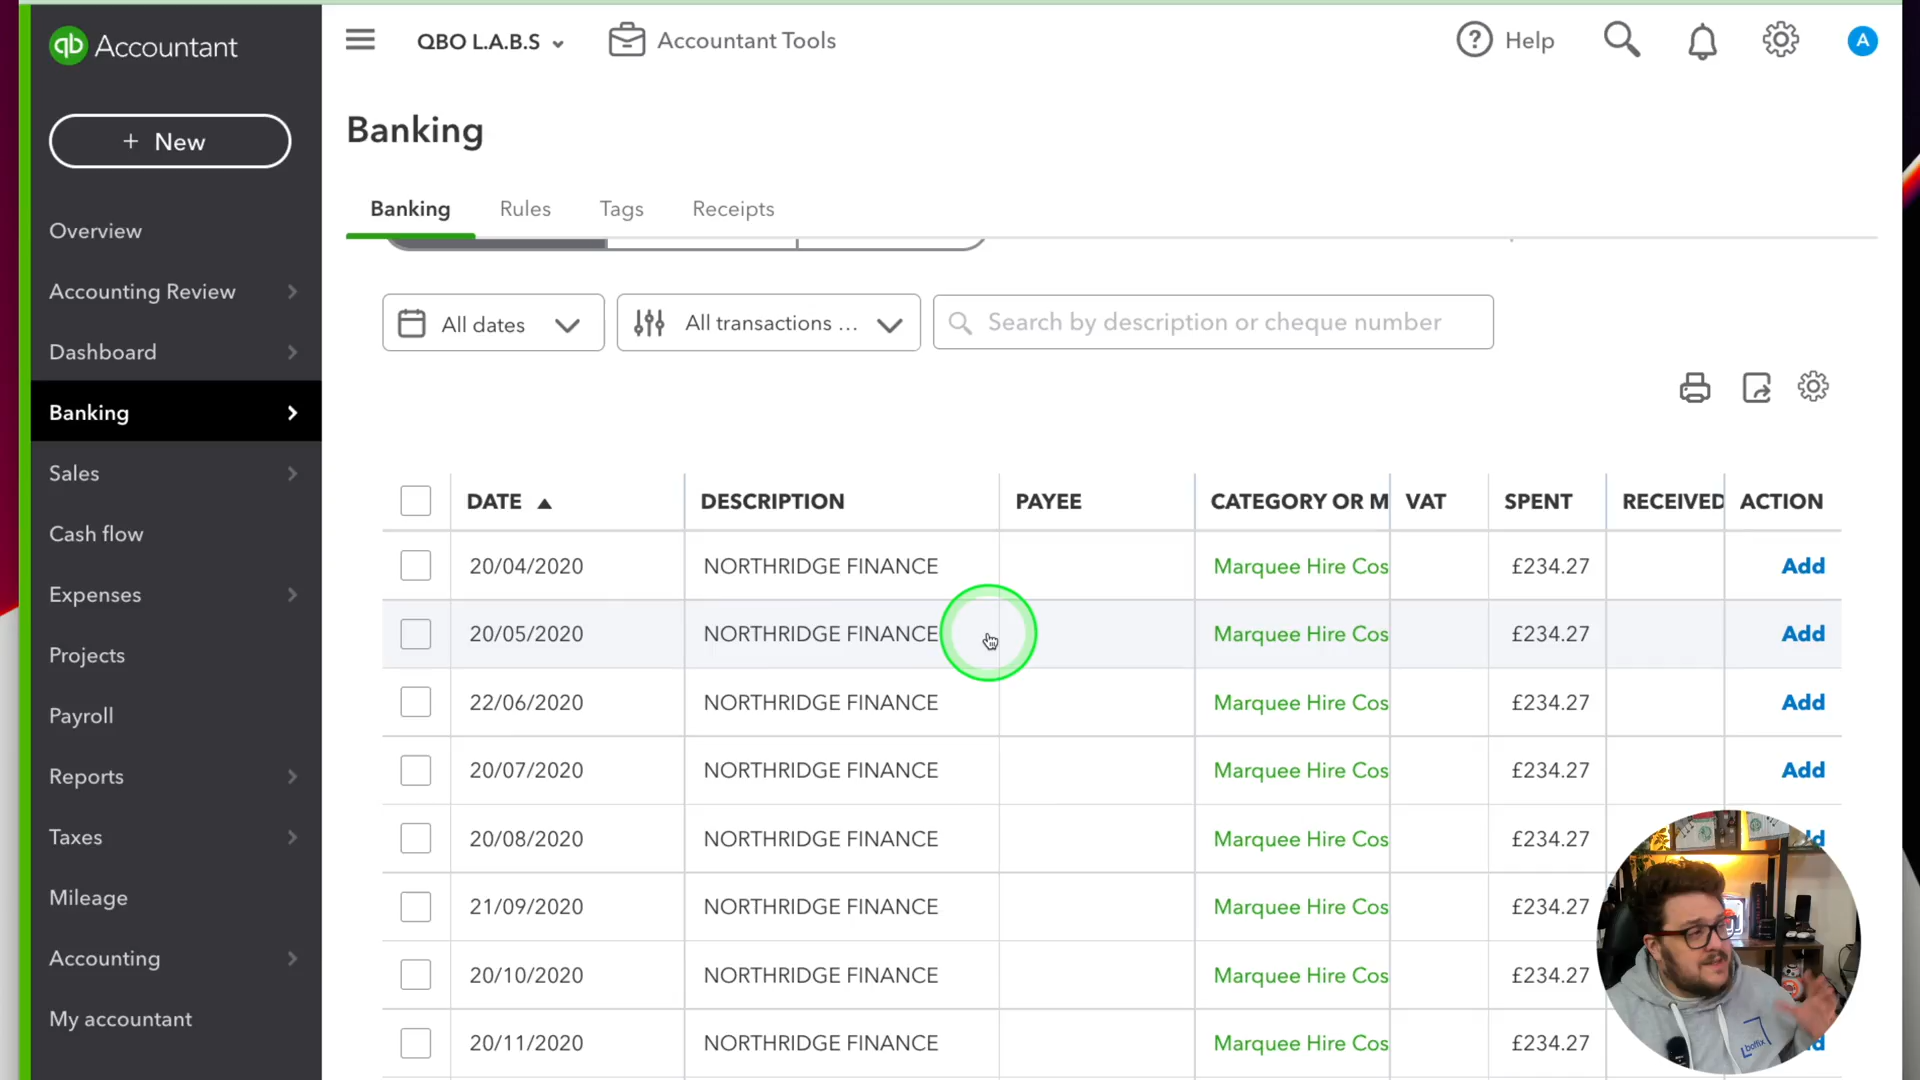 qb Accountant
QBO L.A.B.S
Accountant Tools
? Help
A
+ New
Banking
Banking
Rules
Tags
Receipts
Overview
Accounting Review
Dashboard
Banking
Sales
Cash flow
Expenses
Projects
Payroll
Reports
Taxes
Mileage
Accounting
My accountant
All dates
All transactions ...
Search by description or cheque number
DATE ▲ DESCRIPTION PAYEE CATEGORY OR M VAT SPENT RECEIVED ACTION
20/04/2020 NORTHRIDGE FINANCE Marquee Hire Cos £234.27 Add
20/05/2020 NORTHRIDGE FINANCE Marquee Hire Cos £234.27 Add
22/06/2020 NORTHRIDGE FINANCE Marquee Hire Cos £234.27 Add
20/07/2020 NORTHRIDGE FINANCE Marquee Hire Cos £234.27 Add
20/08/2020 NORTHRIDGE FINANCE Marquee Hire Cos £234.27
21/09/2020 NORTHRIDGE FINANCE Marquee Hire Cos £234.27
20/10/2020 NORTHRIDGE FINANCE Marquee Hire Cos £234.27
20/11/2020 NORTHRIDGE FINANCE Marquee Hire Cos £234.27